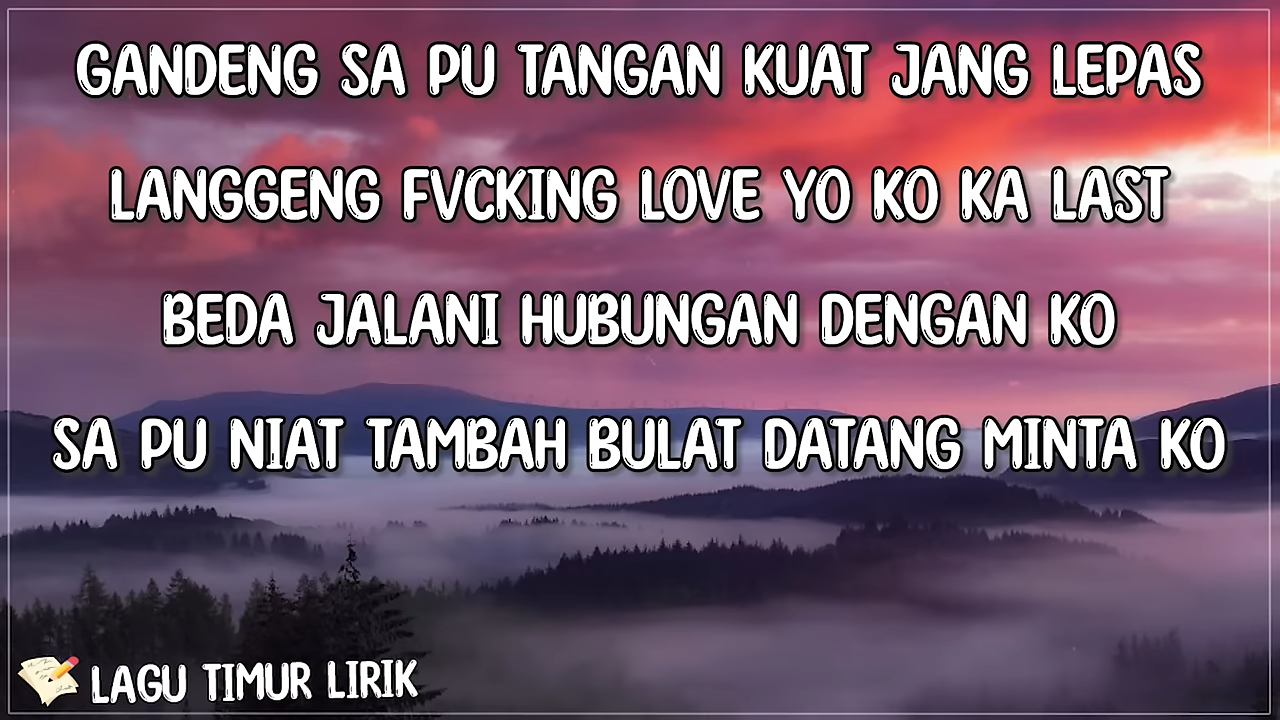 GANDENG SA PU TANGAN KUAT JANG LEPAS
LANGGENG FVCKING LOVE YO KO KA LAST
BEDA JALANI HUBUNGAN DENGAN KO
SA PU NIAT TAMBAH BULAT DATANG MINTA KO
LAGU TIMUR LIRIK